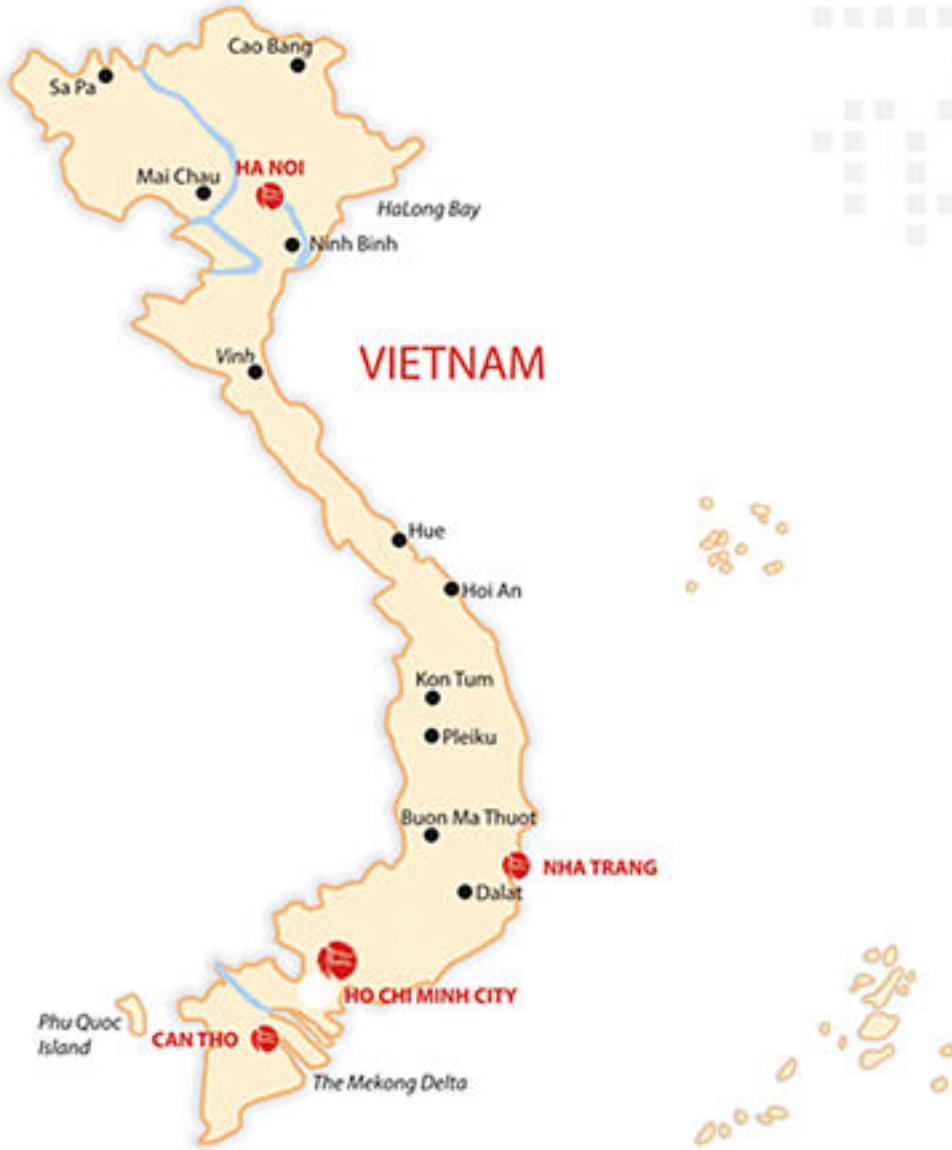 Cao Bang
Sa Pa
HA NOI
Mai Chau
HaLong Bay
Ninh Binh
VIETNAM
Vinh
Hue
Hoi An
Kon Tum
Pleiku
Buon Ma Thuot
NHA TRANG
Dalat
HO CHI MINH CITY
Phu Quoc
Island
CAN THO
The Mekong Delta